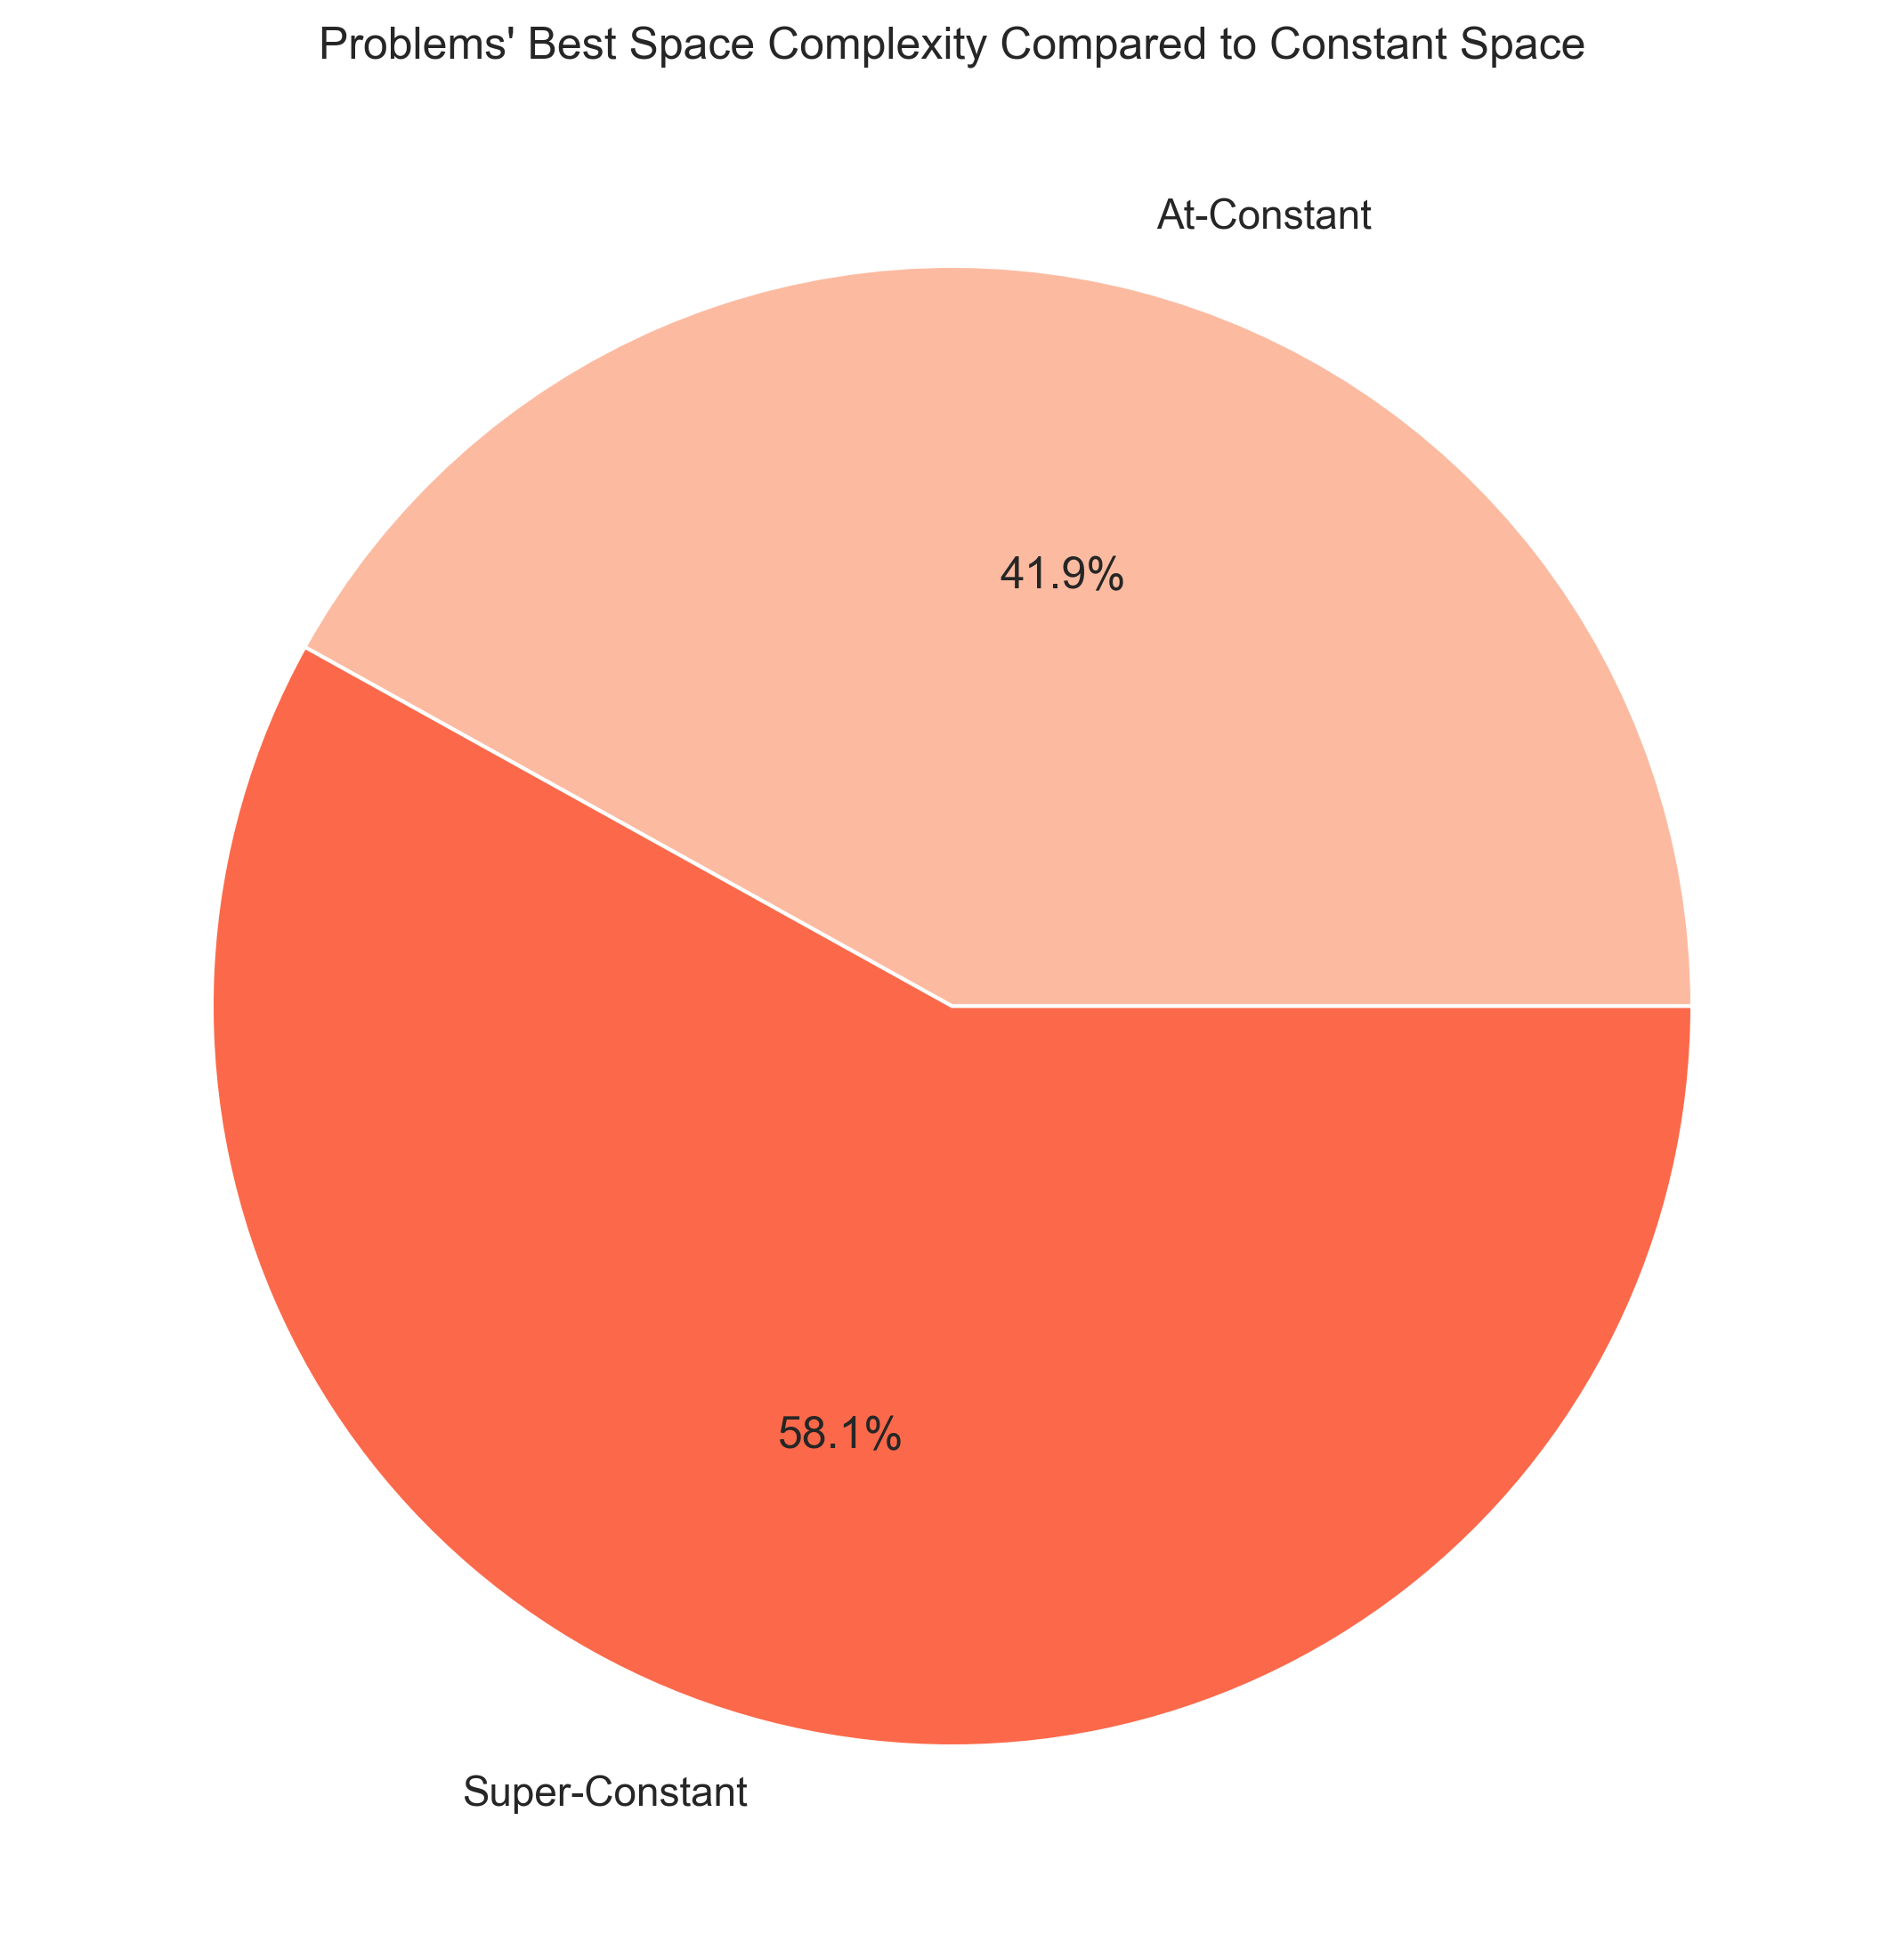 Problems' Best Space Complexity Compared to Constant Space
At-Constant
41.9%
58.1%
Super-Constant